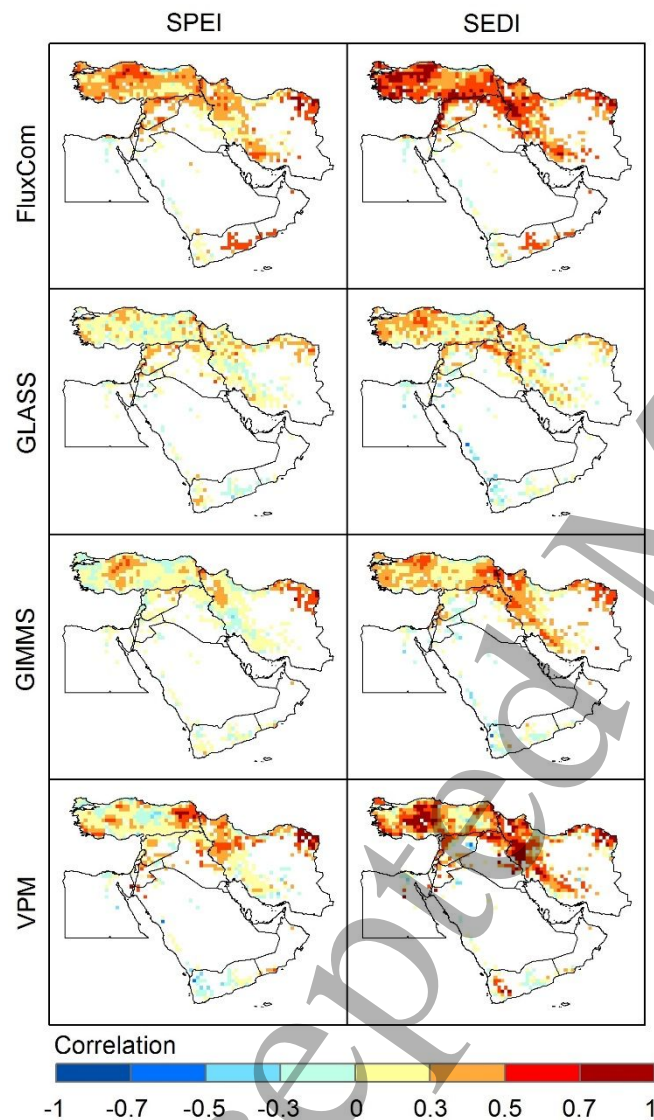 SPEI SEDI
FluxCom
GLASS
GIMMS
VPM
Correlation
-1 -0.7 -0.5 -0.3 0 0.3 0.5 0.7 1